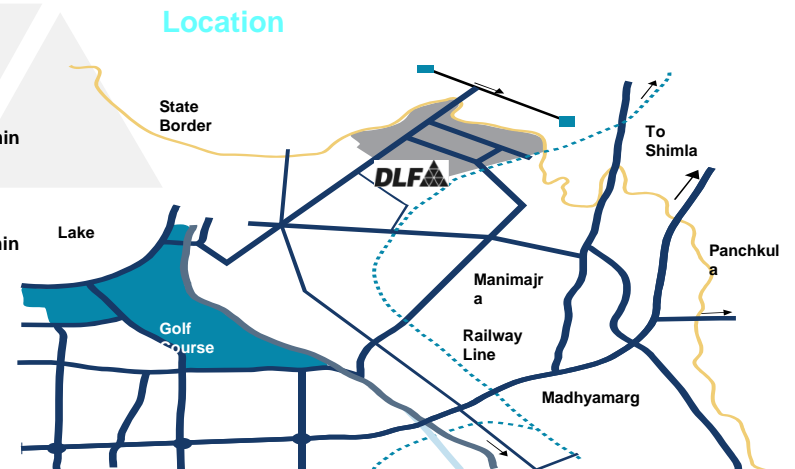 Location
State
Border
To
Shimla
DLF
Lake
Panchkul
a
Manimajr
a
Golf
Course
Railway
Line
Madhyamarg